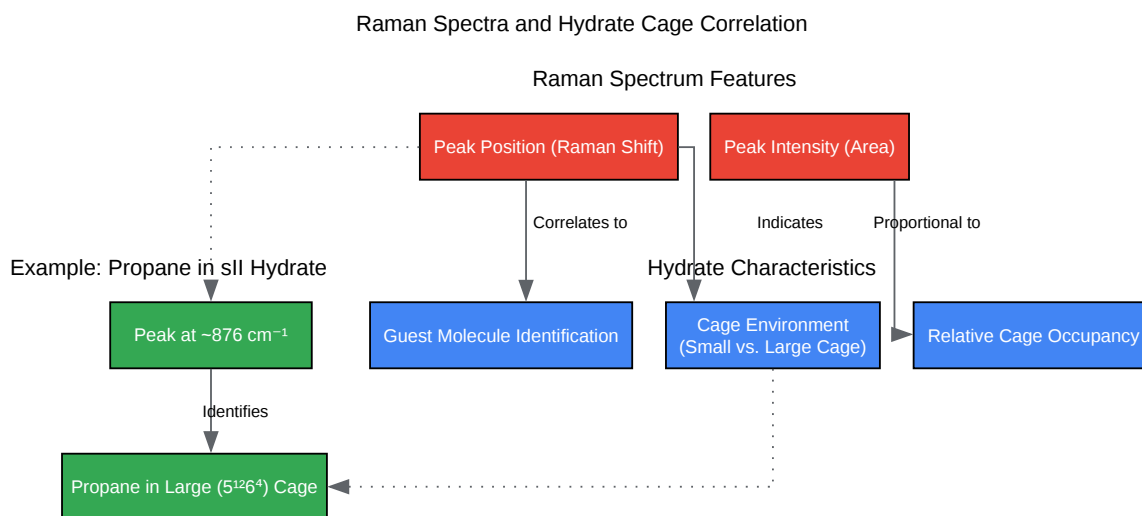 Raman Spectra and Hydrate Cage Correlation
Raman Spectrum Features
Peak Position (Raman Shift)
Peak Intensity (Area)
Correlates to
Indicates
Proportional to
Example: Propane in sII Hydrate
Hydrate Characteristics
Peak at ~876 cm⁻¹
Guest Molecule Identification
Cage Environment
(Small vs. Large Cage)
Relative Cage Occupancy
Identifies
Propane in Large (5¹²6⁴) Cage